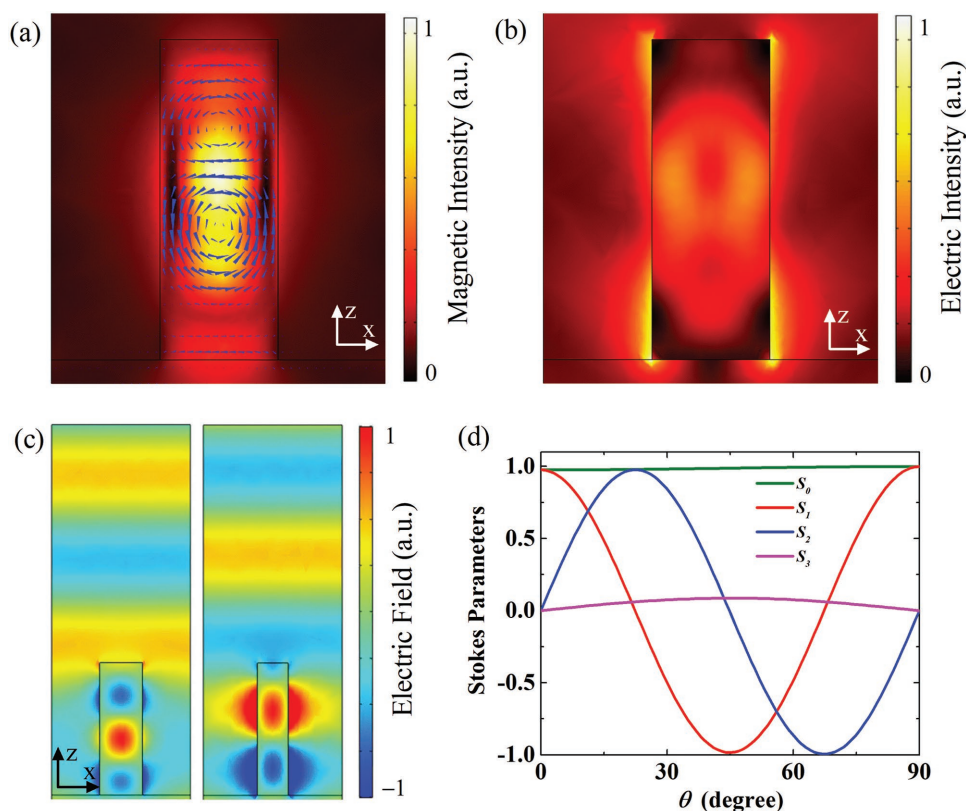 (a)
1
Magnetic Intensity (a.u.)
0
z
x
(b)
1
Electric Intensity (a.u.)
0
z
x
(c)
1
Electric Field (a.u.)
−1
z
x
(d)
1.0
0.5
0.0
-0.5
-1.0
Stokes Parameters
S0
S1
S2
S3
0 30 60 90
θ (degree)